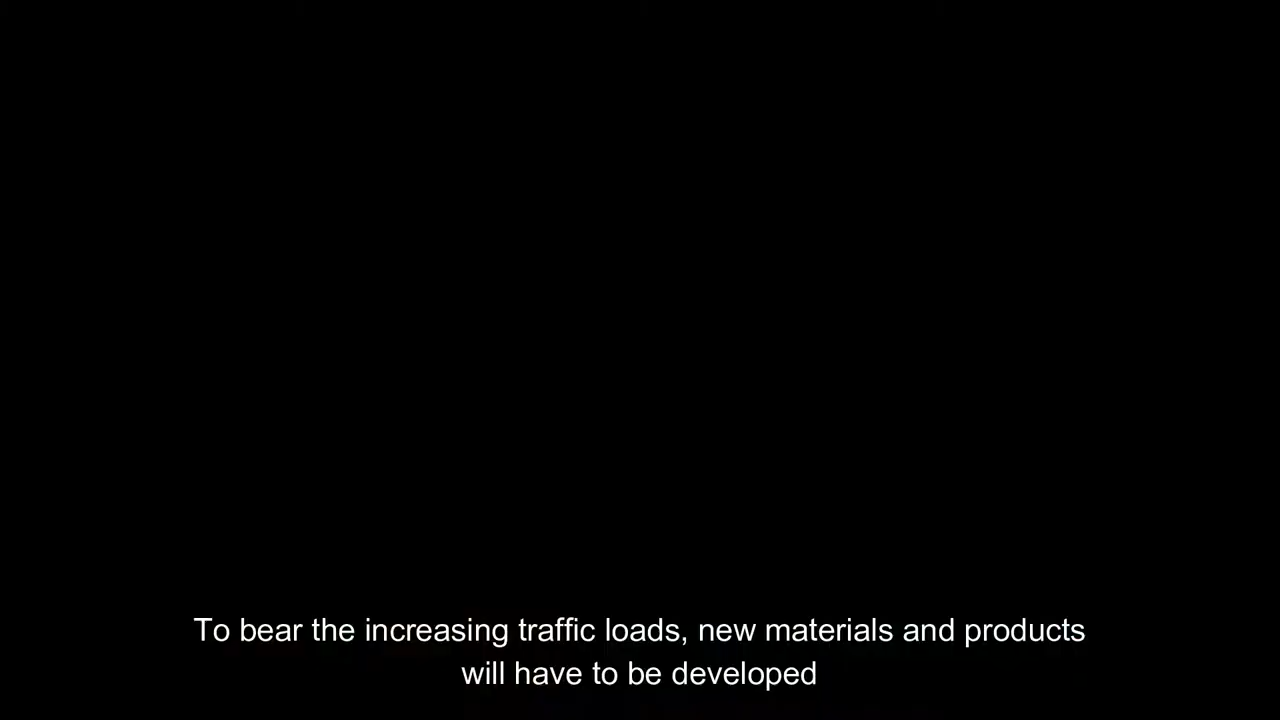 To bear the increasing traffic loads, new materials and products
will have to be developed